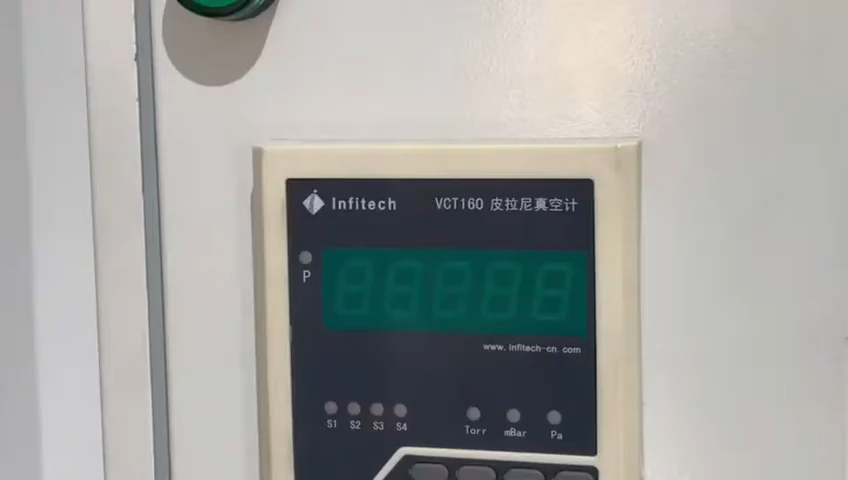 Infitech VCT160 皮拉尼真空计
P
www.infitech-cn.com
S1 S2 S3 S4 Torr mBar Pa